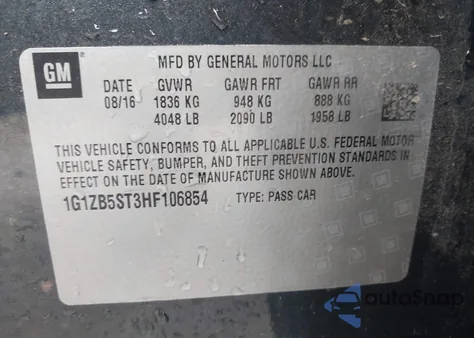 GM
MFD BY GENERAL MOTORS LLC
DATE GVWR GAWR FRT GAWR RR
08/16 1836 KG 948 KG 888 KG
4048 LB 2090 LB 1958 LB
THIS VEHICLE CONFORMS TO ALL APPLICABLE U.S. FEDERAL MOTOR
VEHICLE SAFETY, BUMPER, AND THEFT PREVENTION STANDARDS IN
EFFECT ON THE DATE OF MANUFACTURE SHOWN ABOVE.
1G1ZB5ST3HF106854 TYPE: PASS CAR
autoSnap